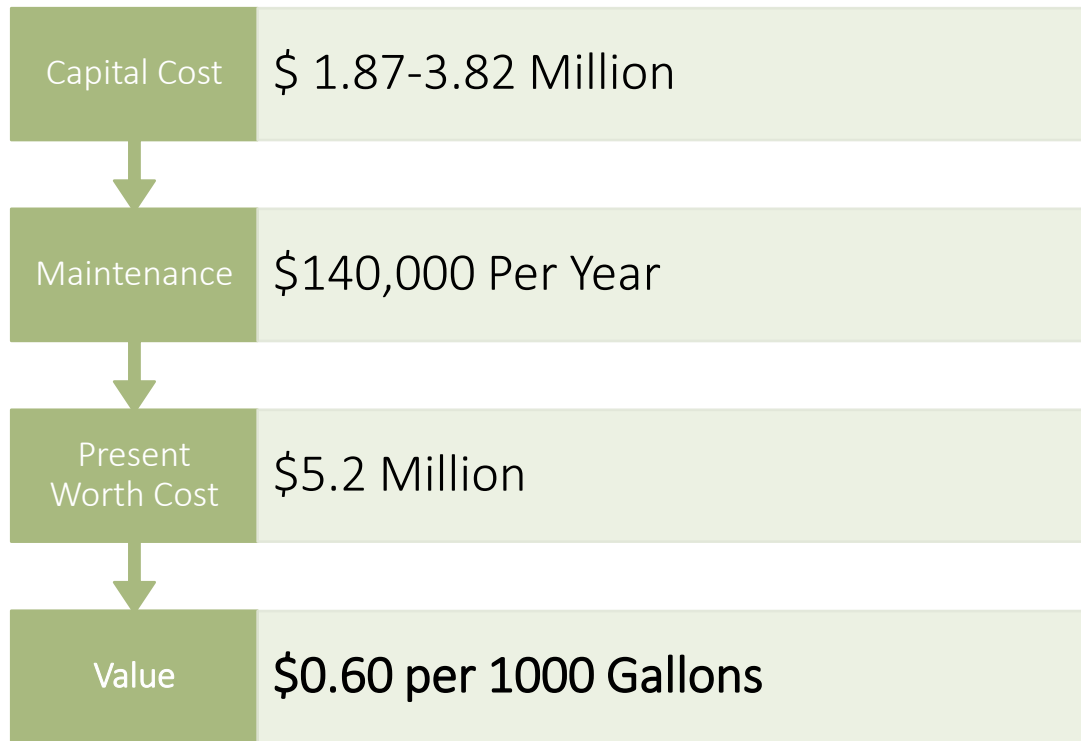 Capital Cost
$ 1.87-3.82 Million
Maintenance
$140,000 Per Year
Present
Worth Cost
$5.2 Million
Value
$0.60 per 1000 Gallons